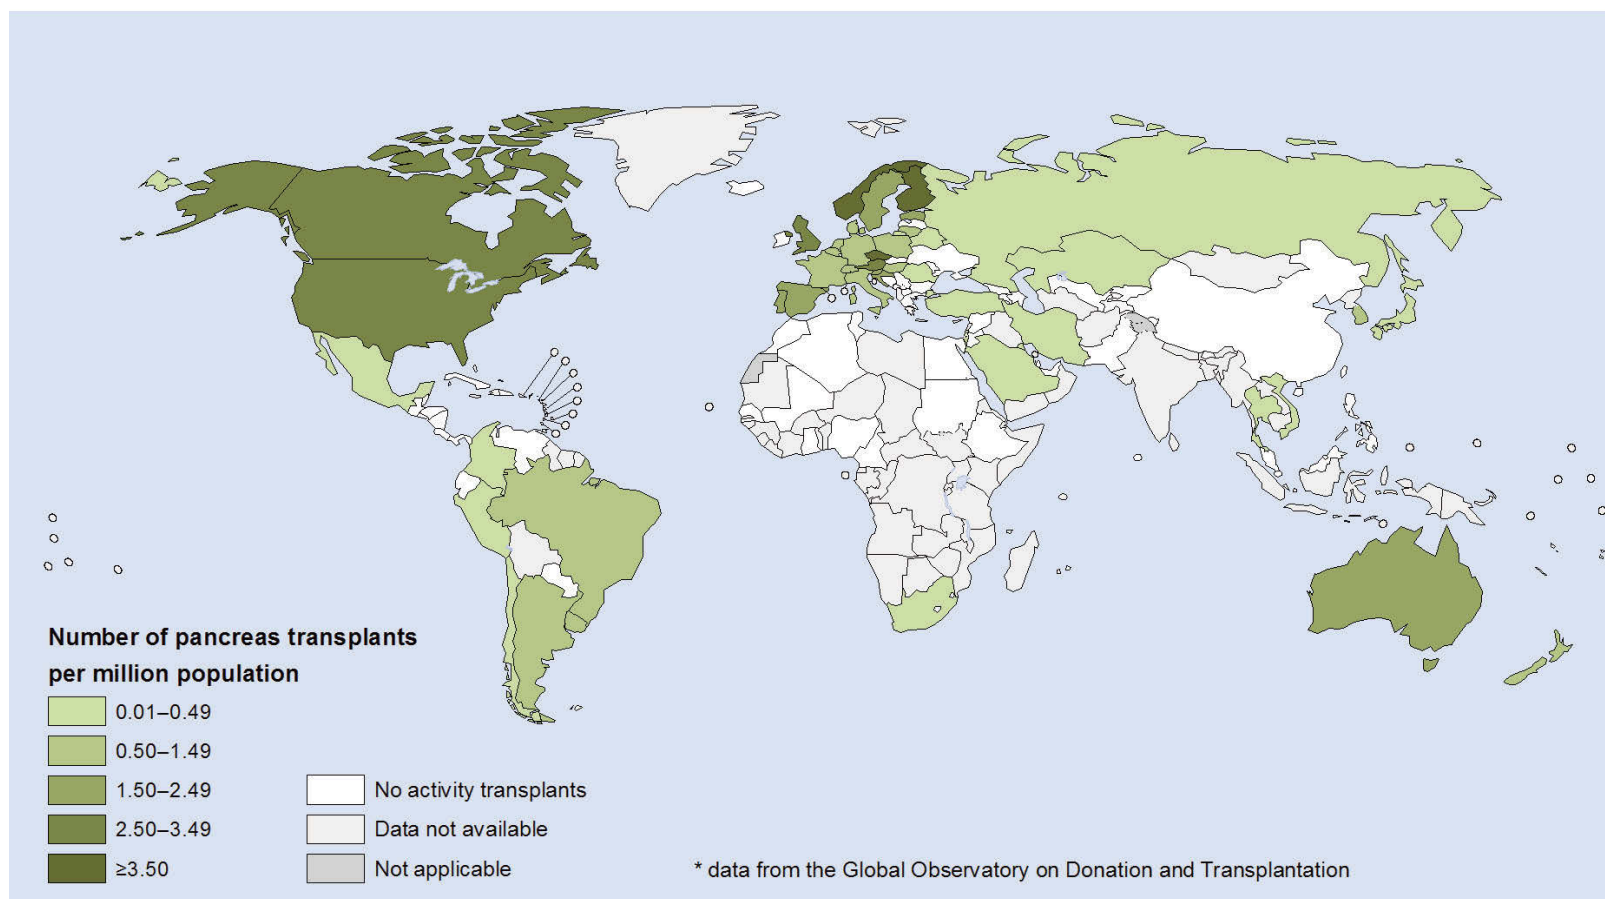 Number of pancreas transplants
per million population
0.01–0.49
0.50–1.49
1.50–2.49
2.50–3.49
≥3.50
No activity transplants
Data not available
Not applicable
* data from the Global Observatory on Donation and Transplantation